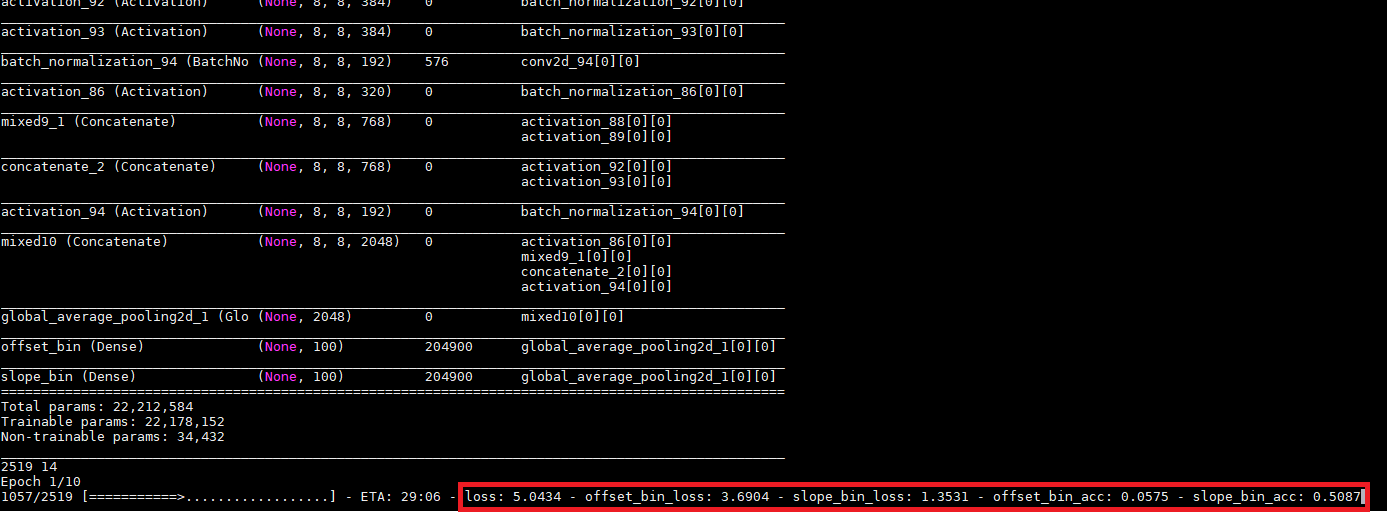 activation_92 (Activation) (None, 8, 8, 384) 0 batch_normalization_92[0][0]
activation_93 (Activation) (None, 8, 8, 384) 0 batch_normalization_93[0][0]
batch_normalization_94 (BatchNo (None, 8, 8, 192) 576 conv2d_94[0][0]
activation_86 (Activation) (None, 8, 8, 320) 0 batch_normalization_86[0][0]
mixed9_1 (Concatenate) (None, 8, 8, 768) 0 activation_88[0][0]
activation_89[0][0]
concatenate_2 (Concatenate) (None, 8, 8, 768) 0 activation_92[0][0]
activation_93[0][0]
activation_94 (Activation) (None, 8, 8, 192) 0 batch_normalization_94[0][0]
mixed10 (Concatenate) (None, 8, 8, 2048) 0 activation_86[0][0]
mixed9_1[0][0]
concatenate_2[0][0]
activation_94[0][0]
global_average_pooling2d_1 (Glo (None, 2048) 0 mixed10[0][0]
offset_bin (Dense) (None, 100) 204900 global_average_pooling2d_1[0][0]
slope_bin (Dense) (None, 100) 204900 global_average_pooling2d_1[0][0]
Total params: 22,212,584
Trainable params: 22,178,152
Non-trainable params: 34,432
2519 14
Epoch 1/10
1057/2519 [===========>..................] - ETA: 29:06 - loss: 5.0434 - offset_bin_loss: 3.6904 - slope_bin_loss: 1.3531 - offset_bin_acc: 0.0575 - slope_bin_acc: 0.5087